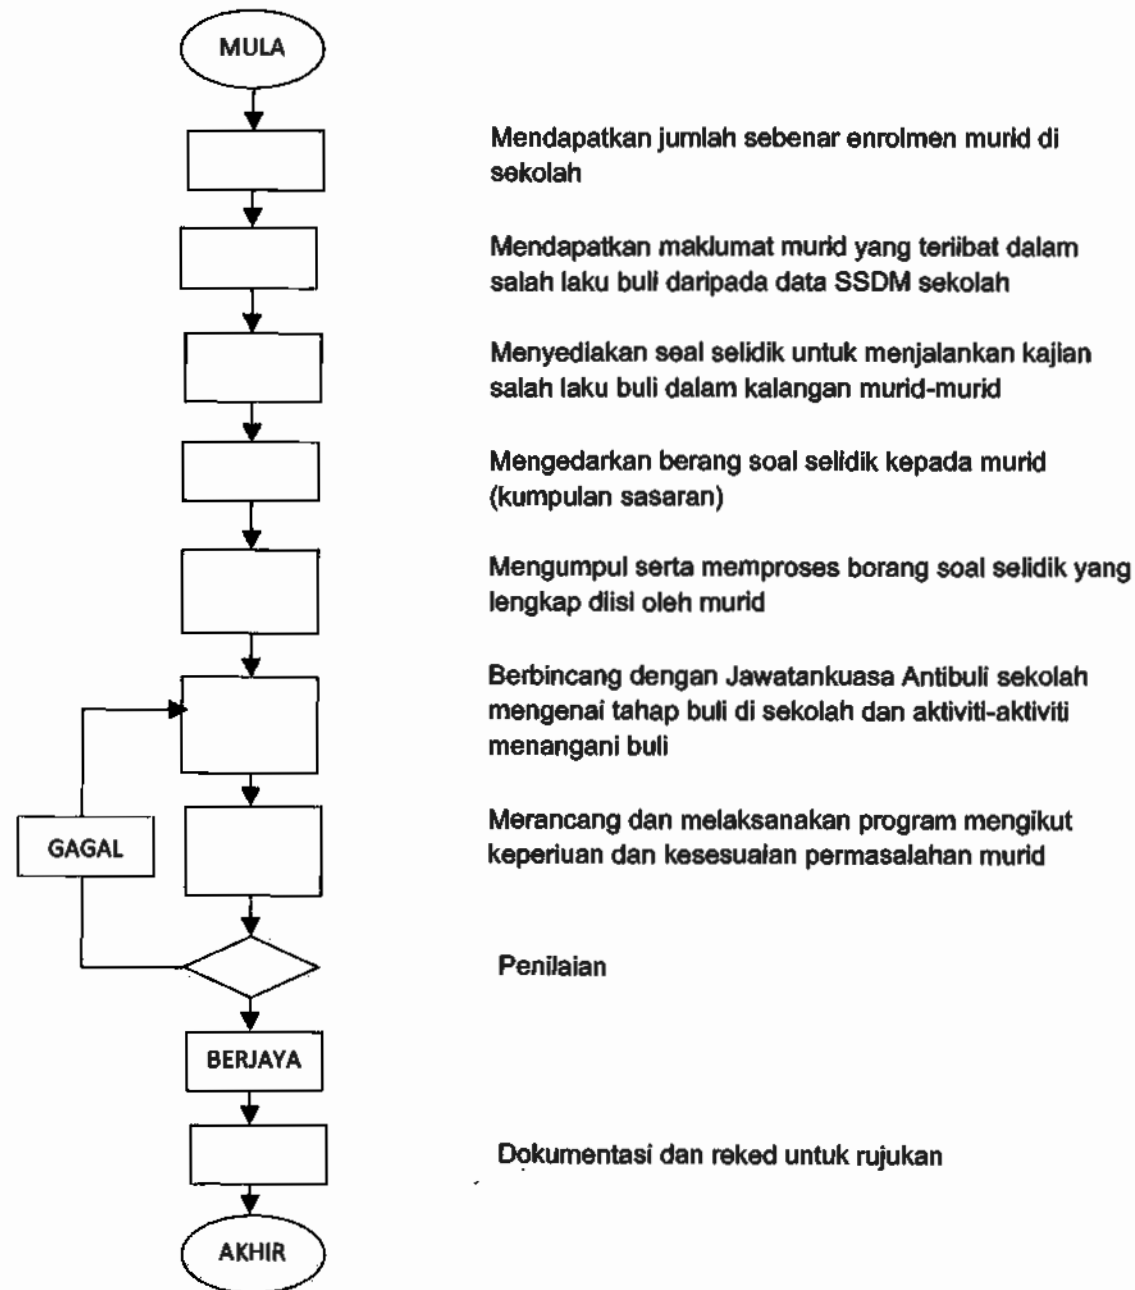 MULA
Mendapatkan jumlah sebenar enrolmen murid di
sekolah
Mendapatkan maklumat murid yang terlibat dalam
salah laku buli daripada data SSDM sekolah
Menyediakan seal selidik untuk menjalankan kajian
salah laku buli dalam kalangan murid-murid
Mengedarkan berang soal selidik kepada murid
(kumpulan sasaran)
Mengumpul serta memproses borang soal selidik yang
lengkap diisi oleh murid
Berbincang dengan Jawatankuasa Antibuli sekolah
mengenai tahap buli di sekolah dan aktiviti-aktiviti
menangani buli
Merancang dan melaksanakan program mengikut
keperiuan dan kesesuaian permasalahan murid
GAGAL
Penilaian
BERJAYA
Dokumentasi dan reked untuk rujukan
AKHIR